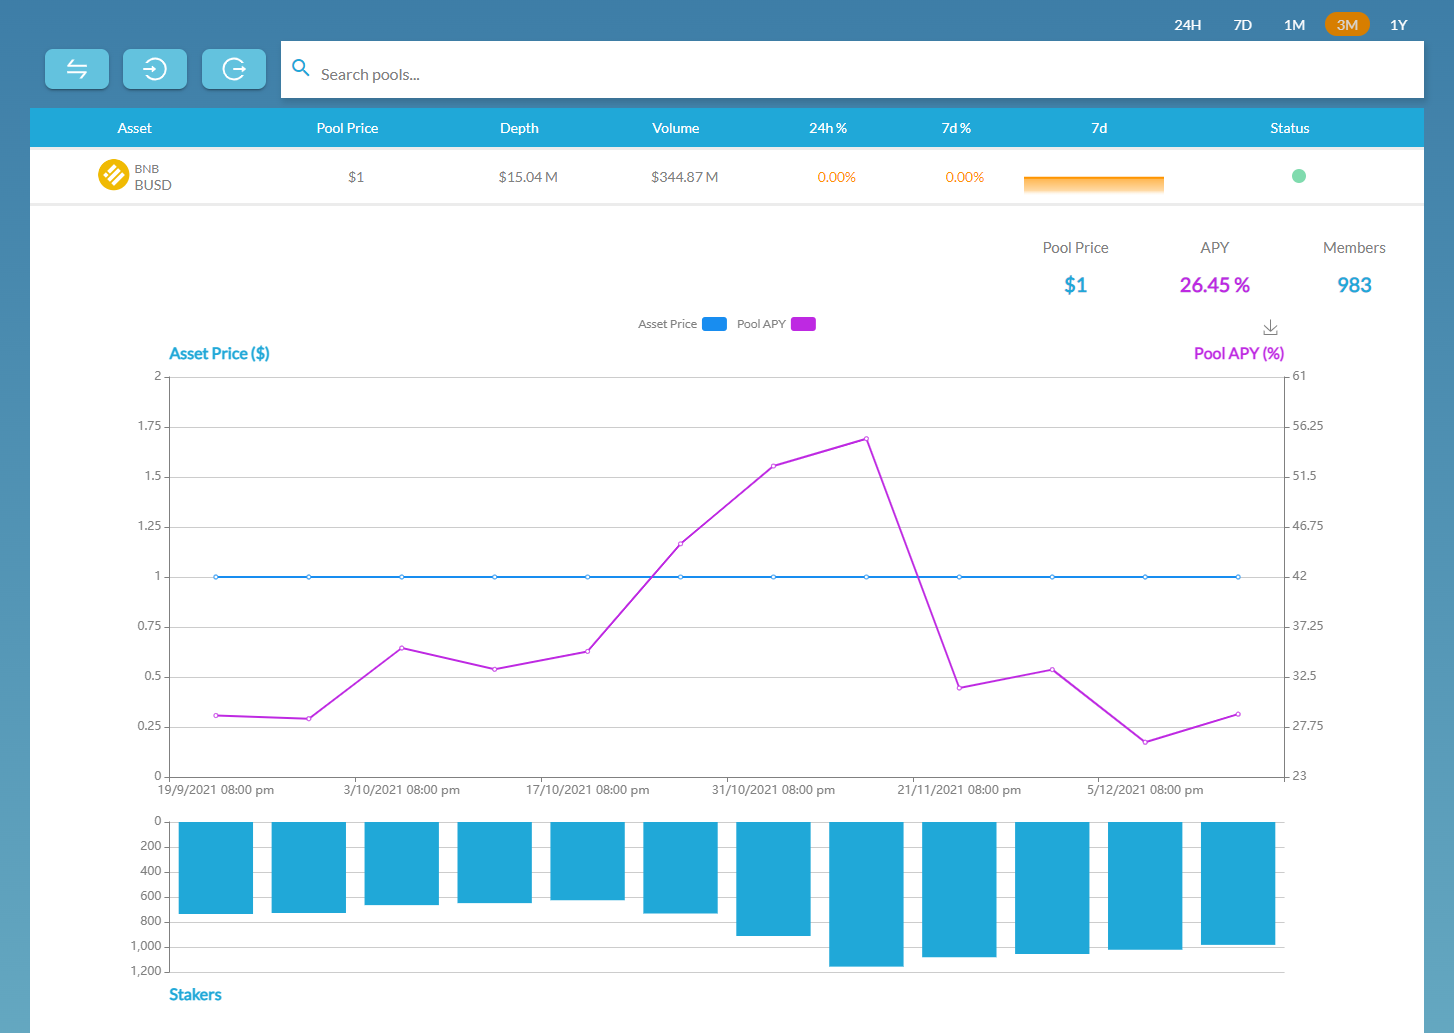 24H 7D 1M 3M 1Y
Search pools...
Asset Pool Price Depth Volume 24h % 7d % 7d Status
BNB
BUSD $1 $15.04 M $344.87 M 0.00% 0.00%
Pool Price APY Members
$1 26.45 % 983
Asset Price Pool APY
Asset Price ($) Pool APY (%)
2 61
1.75 56.25
1.5 51.5
1.25 46.75
1 42
0.75 37.25
0.5 32.5
0.25 27.75
0 23
19/9/2021 08:00 pm 3/10/2021 08:00 pm 17/10/2021 08:00 pm 31/10/2021 08:00 pm 21/11/2021 08:00 pm 5/12/2021 08:00 pm
0
200
400
600
800
1,000
1,200
Stakers